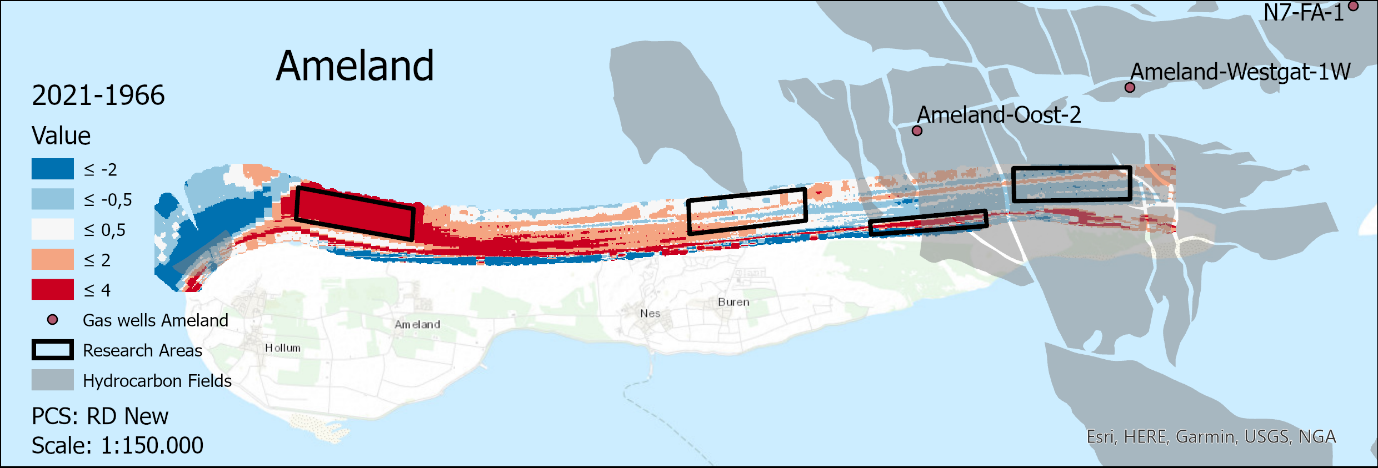 Ameland
2021-1966
Value
≤ -2
≤ -0,5
≤ 0,5
≤ 2
≤ 4
Gas wells Ameland
Research Areas
Hydrocarbon Fields
PCS: RD New
Scale: 1:150.000
N7-FA-1
Ameland-Westgat-1W
Ameland-Oost-2
Buren
Nes
Ameland
Hollum
Esri, HERE, Garmin, USGS, NGA